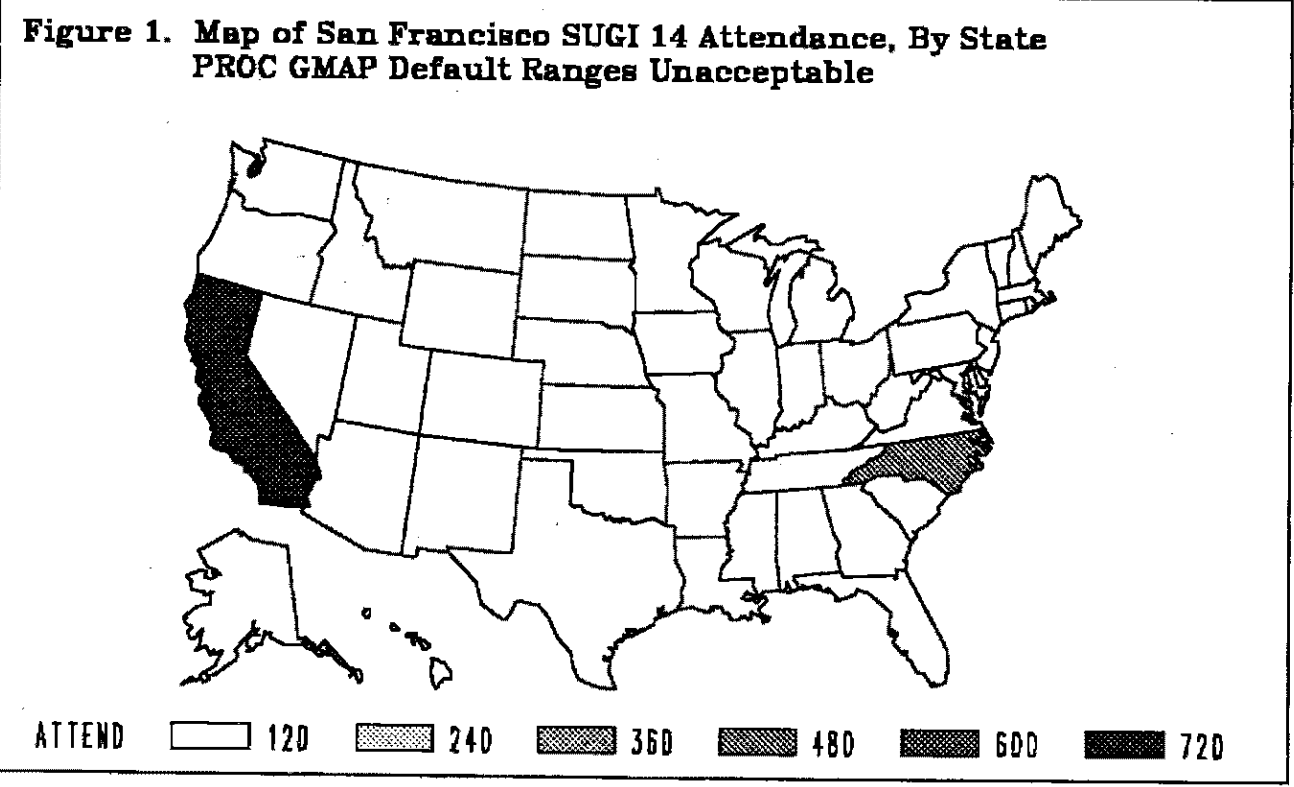 Figure 1. Map of San Francisco SUGI 14 Attendance, By State
PROC GMAP Default Ranges Unacceptable
ATTEND 120 240 360 480 600 720